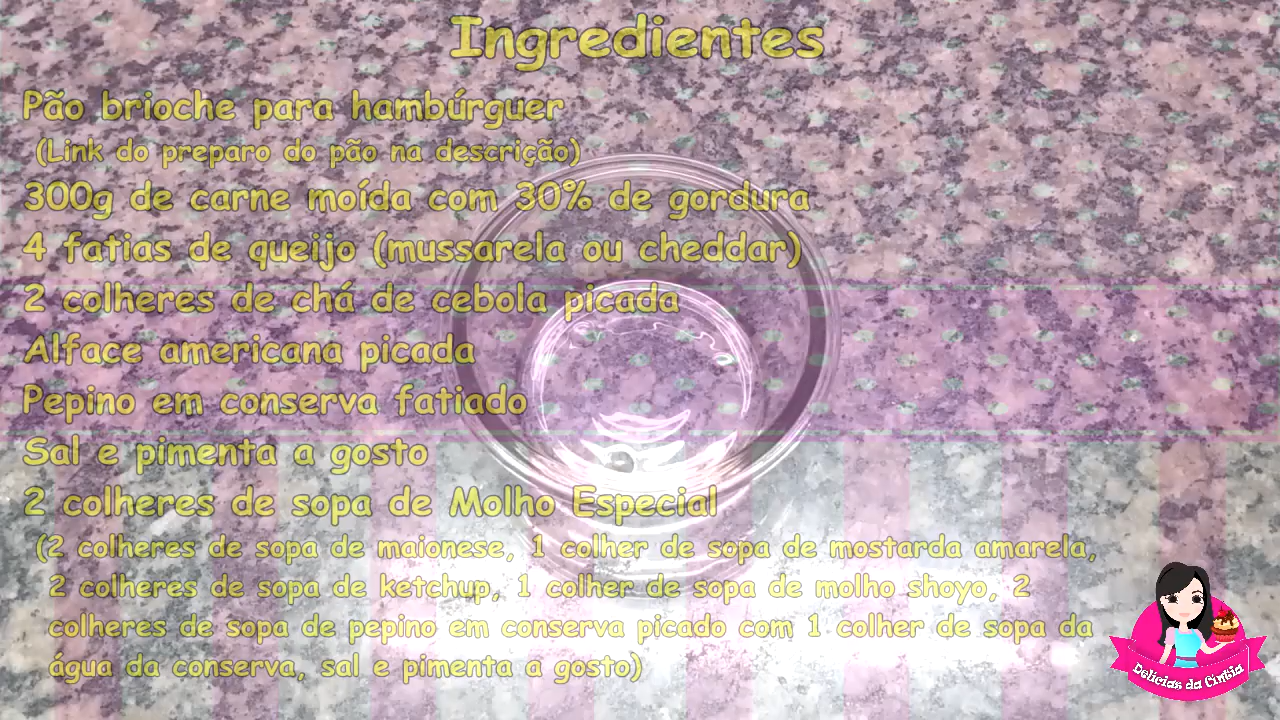 Ingredientes
Pão brioche para hambúrguer
(Link do preparo do pão na descrição)
300g de carne moída com 30% de gordura
4 fatias de queijo (mussarela ou cheddar)
2 colheres de chá de cebola picada
Alface americana picada
Pepino em conserva fatiado
Sal e pimenta a gosto
2 colheres de sopa de Molho Especial
(2 colheres de sopa de maionese, 1 colher de sopa de mostarda amarela,
2 colheres de sopa de ketchup, 1 colher de sopa de molho shoyo, 2
colheres de sopa de pepino em conserva picado com 1 colher de sopa da
água da conserva, sal e pimenta a gosto)
Delícias da Cíntia